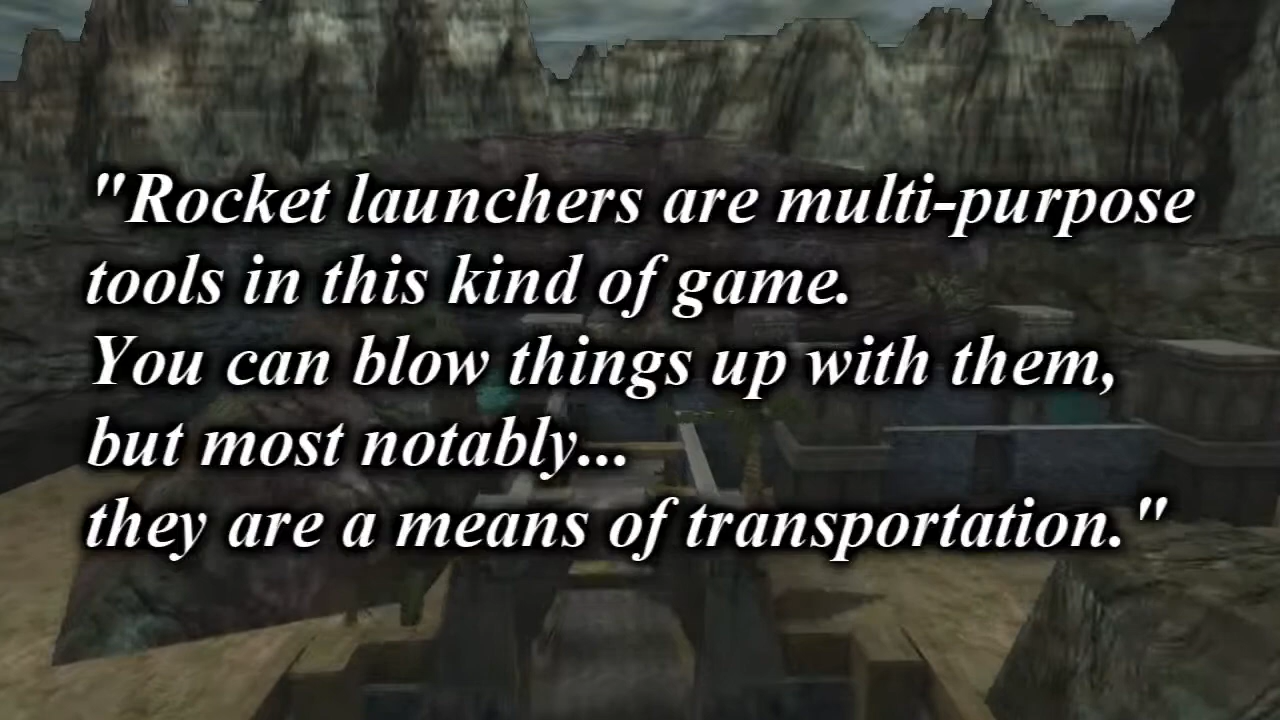 "Rocket launchers are multi-purpose
tools in this kind of game.
You can blow things up with them,
but most notably...
they are a means of transportation."